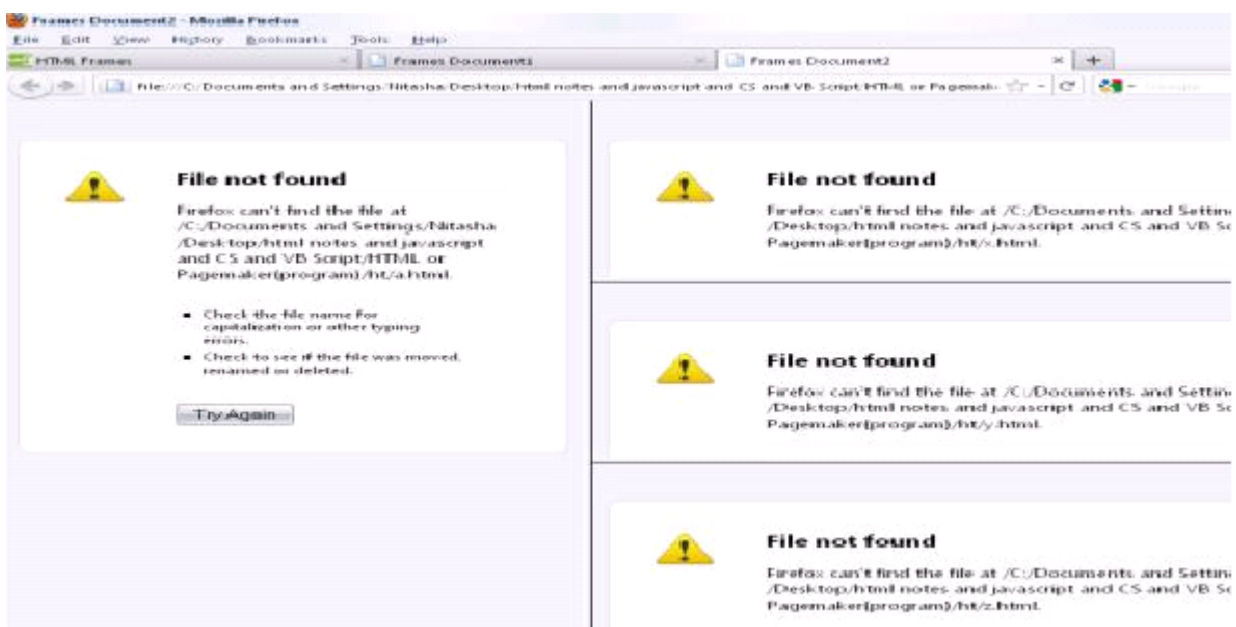 Frames Document2 - Mozilla Firefox
File Edit View History Bookmarks Tools Help
HTML Frames
Frames Document1
Frames Document2
file:///C:/Documents and Settings/Nitasha/Desktop/html notes and javascript and CS and VB Script/HTML or Pagemak
File not found
Firefox can't find the file at
/C:/Documents and Settings/Nitasha
/Desktop/html notes and javascript
and CS and VB Script/HTML or
Pagemaker(program)/ht/a.html.
Check the file name for
capitalization or other typing
errors.
Check to see if the file was moved,
renamed or deleted.
Try Again
File not found
Firefox can't find the file at /C:/Documents and Settin
/Desktop/html notes and javascript and CS and VB Sc
Pagemaker(program)/ht/x.html.
File not found
Firefox can't find the file at /C:/Documents and Settin
/Desktop/html notes and javascript and CS and VB Sc
Pagemaker(program)/ht/y.html.
File not found
Firefox can't find the file at /C:/Documents and Settin
/Desktop/html notes and javascript and CS and VB Sc
Pagemaker(program)/ht/z.html.